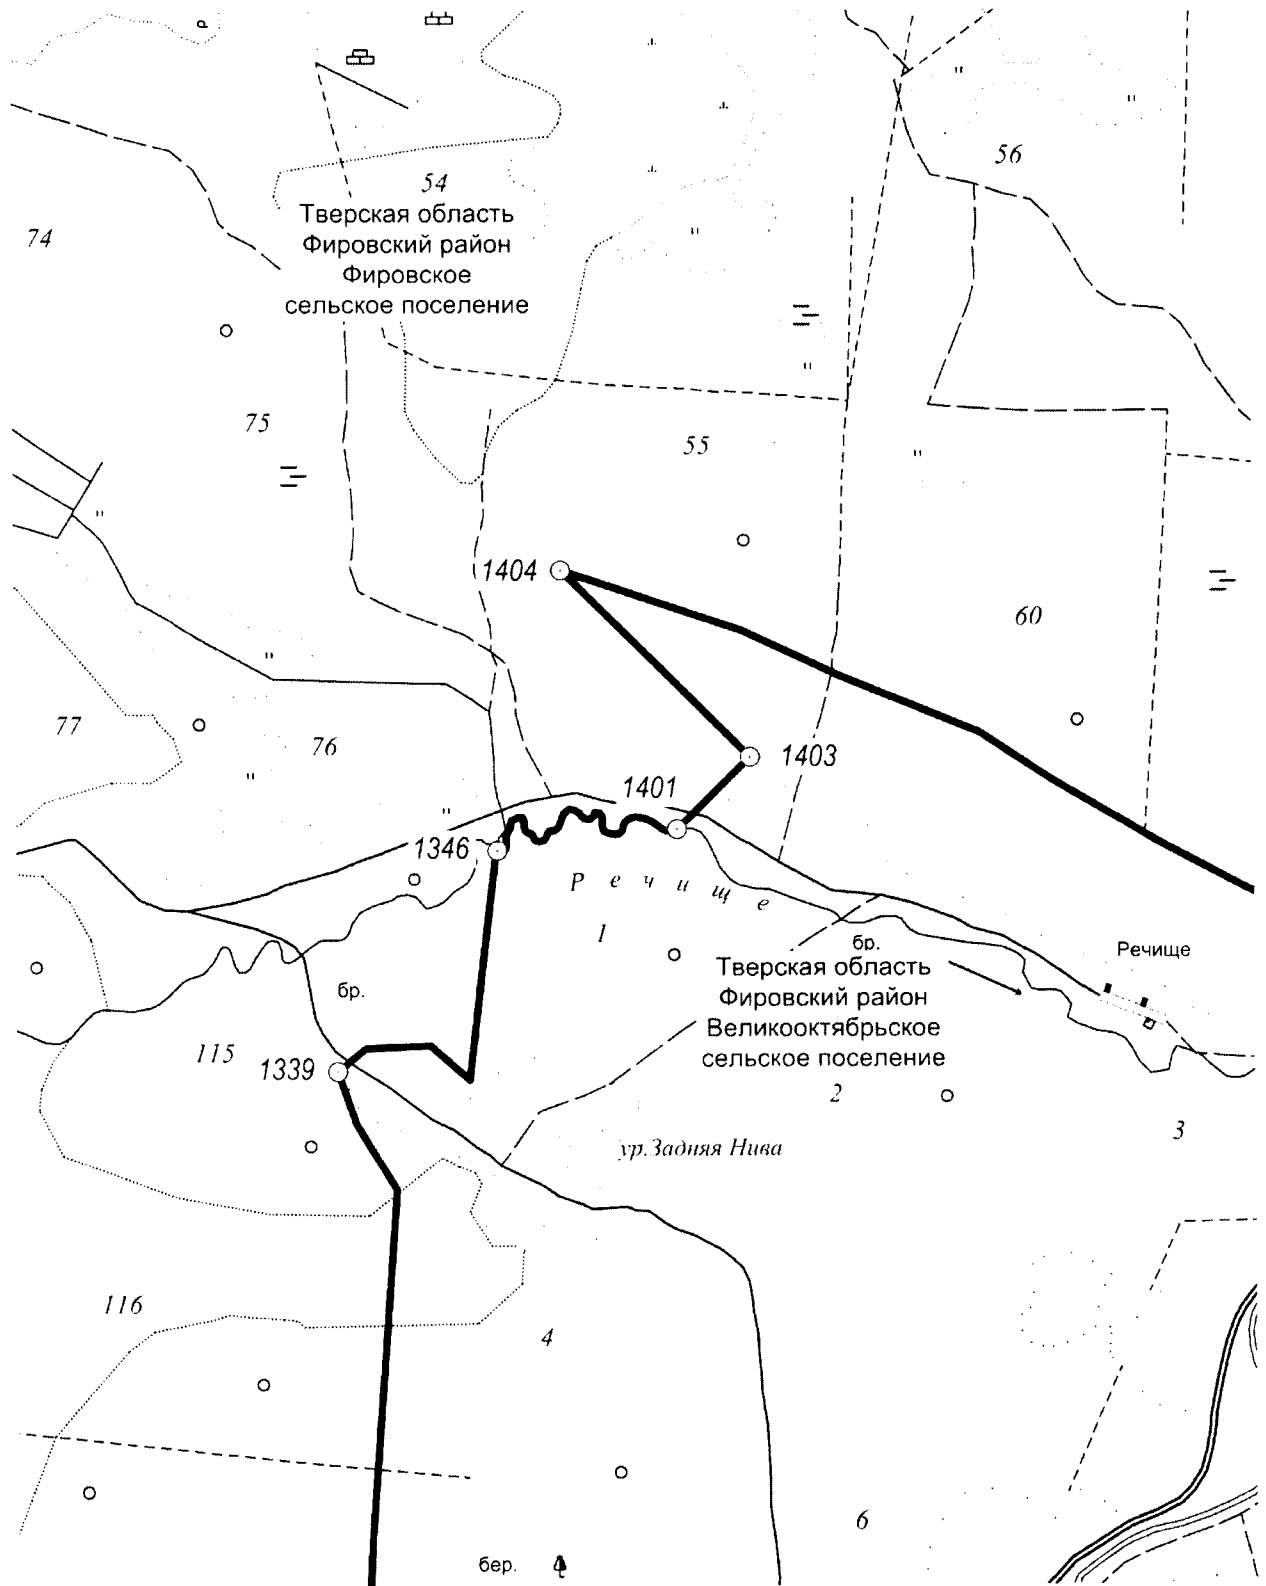 р
56
54
Тверская область
Фировский район
Фировское
сельское поселение
74
75
55
1404
60
77
76
1403
1401
1346
Речище
1
бр.
Речище
Тверская область
Фировский район
Великооктябрьское
сельское поселение
бр.
115
1339
2
3
ур.Задняя Нива
116
4
6
бер.